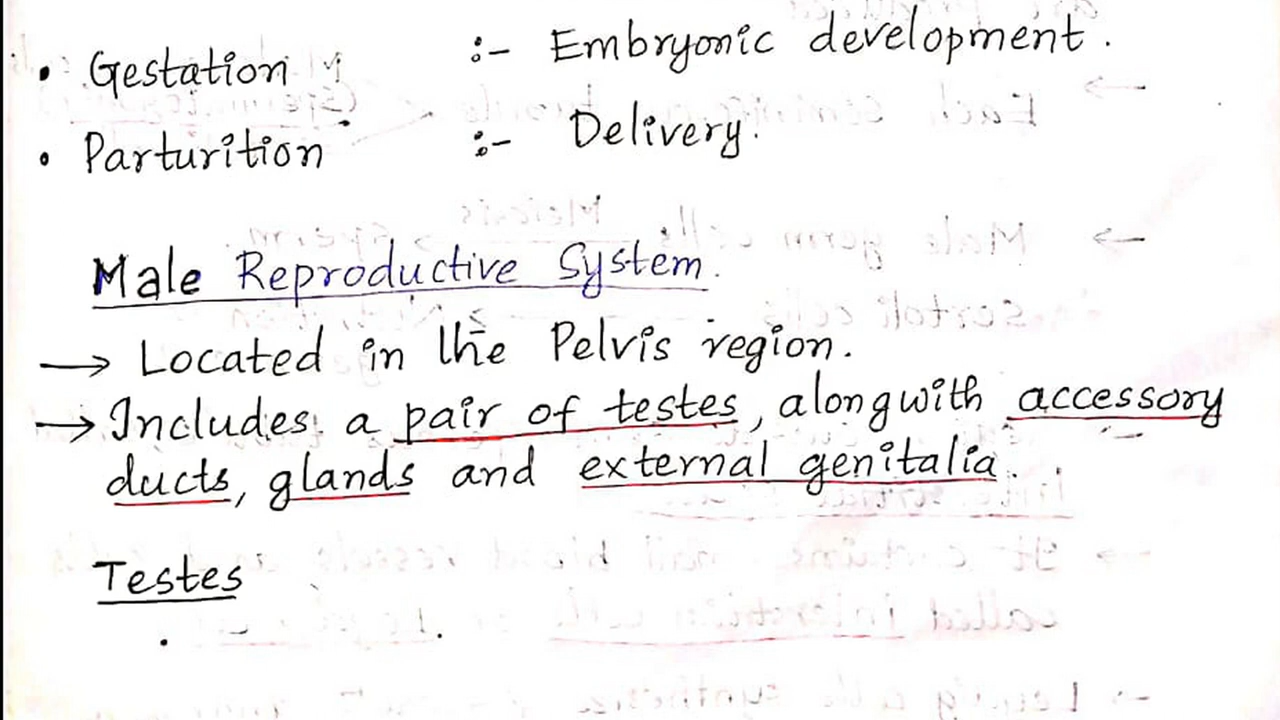 • Gestation :- Embryonic development.
• Parturition :- Delivery.
Male Reproductive System.
→ Located in the Pelvis region.
→ Includes a pair of testes, alongwith accessory
ducts, glands and external genitalia.
Testes